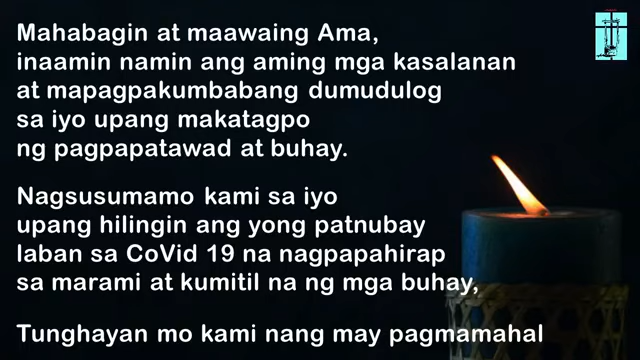 Mahabagin at maawaing Ama,
inaamin namin ang aming mga kasalanan
at mapagpakumbabang dumudulog
sa iyo upang makatagpo
ng pagpapatawad at buhay.
Nagsusumamo kami sa iyo
upang hilingin ang yong patnubay
laban sa CoVid 19 na nagpapahirap
sa marami at kumitil na ng mga buhay,
Tunghayan mo kami nang may pagmamahal